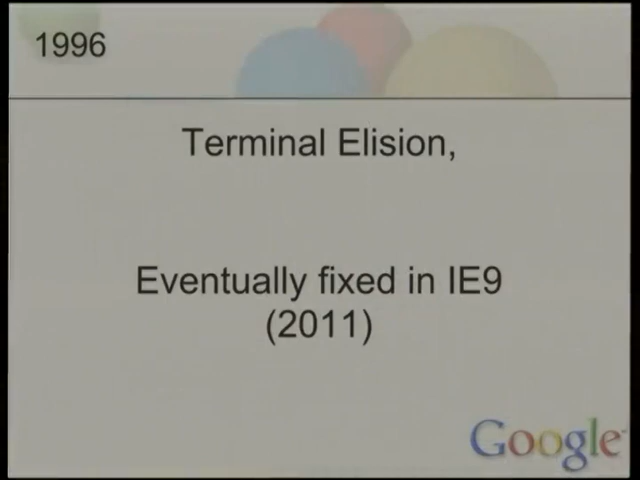 1996
Terminal Elision,
Eventually fixed in IE9
(2011)
Google